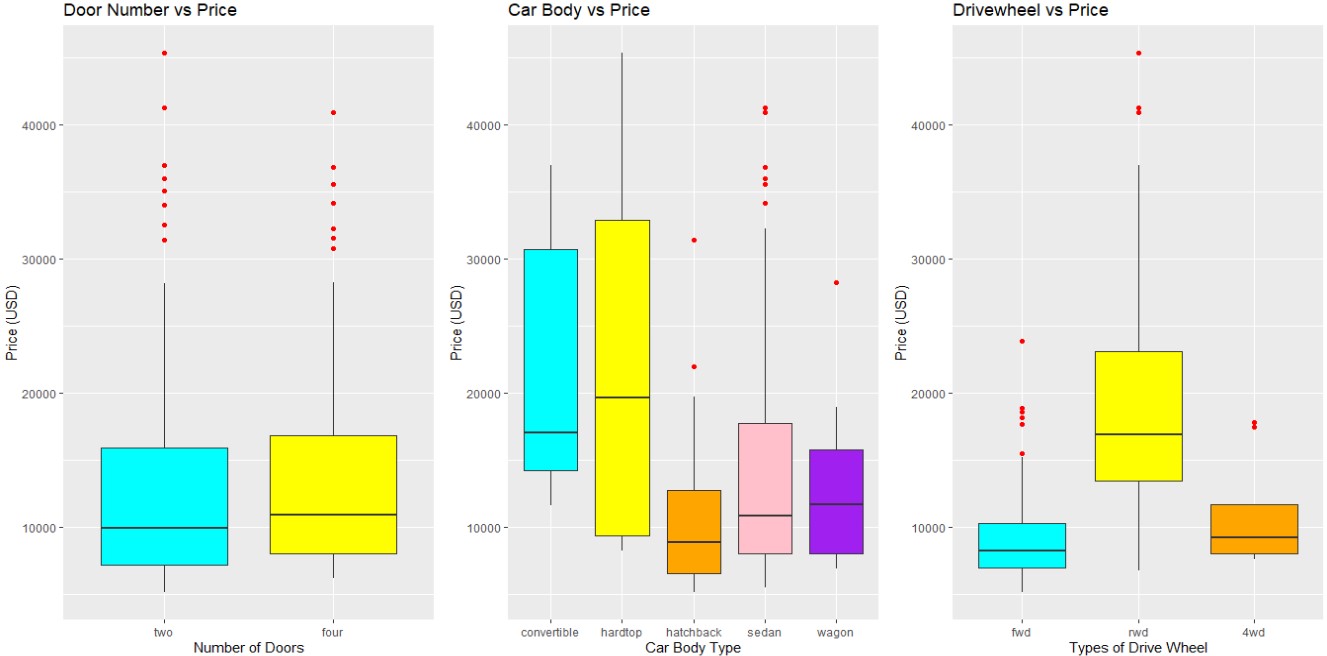 Door Number vs Price
Price (USD)
40000
30000
20000
10000
two four
Number of Doors
Car Body vs Price
Price (USD)
40000
30000
20000
10000
convertible hardtop hatchback sedan wagon
Car Body Type
Drivewheel vs Price
Price (USD)
40000
30000
20000
10000
fwd rwd 4wd
Types of Drive Wheel